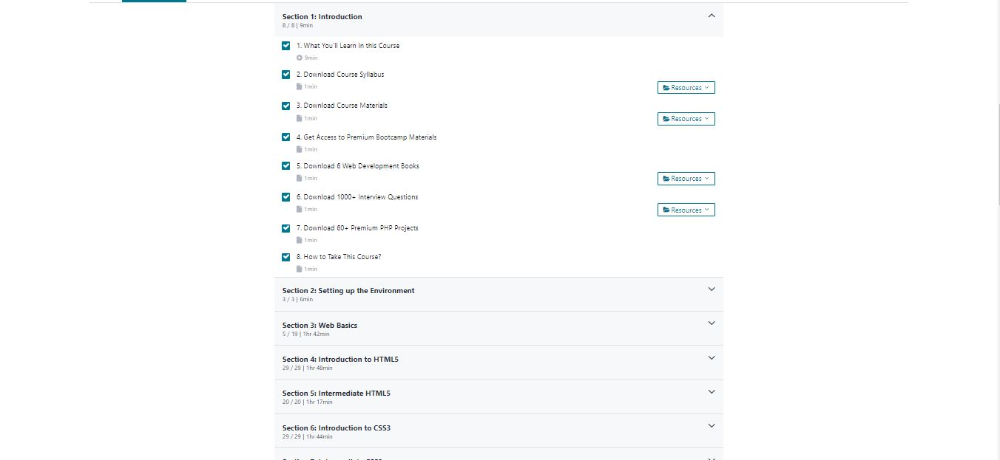 Section 1: Introduction
8 / 8 | 9min
1. What You'll Learn in this Course
9min
2. Download Course Syllabus
1min
Resources
3. Download Course Materials
1min
Resources
4. Get Access to Premium Bootcamp Materials
1min
5. Download 6 Web Development Books
1min
Resources
6. Download 1000+ Interview Questions
1min
Resources
7. Download 60+ Premium PHP Projects
1min
8. How to Take This Course?
1min
Section 2: Setting up the Environment
3 / 3 | 6min
Section 3: Web Basics
5 / 19 | 1hr 42min
Section 4: Introduction to HTML5
29 / 29 | 1hr 48min
Section 5: Intermediate HTML5
20 / 20 | 1hr 17min
Section 6: Introduction to CSS3
29 / 29 | 1hr 44min